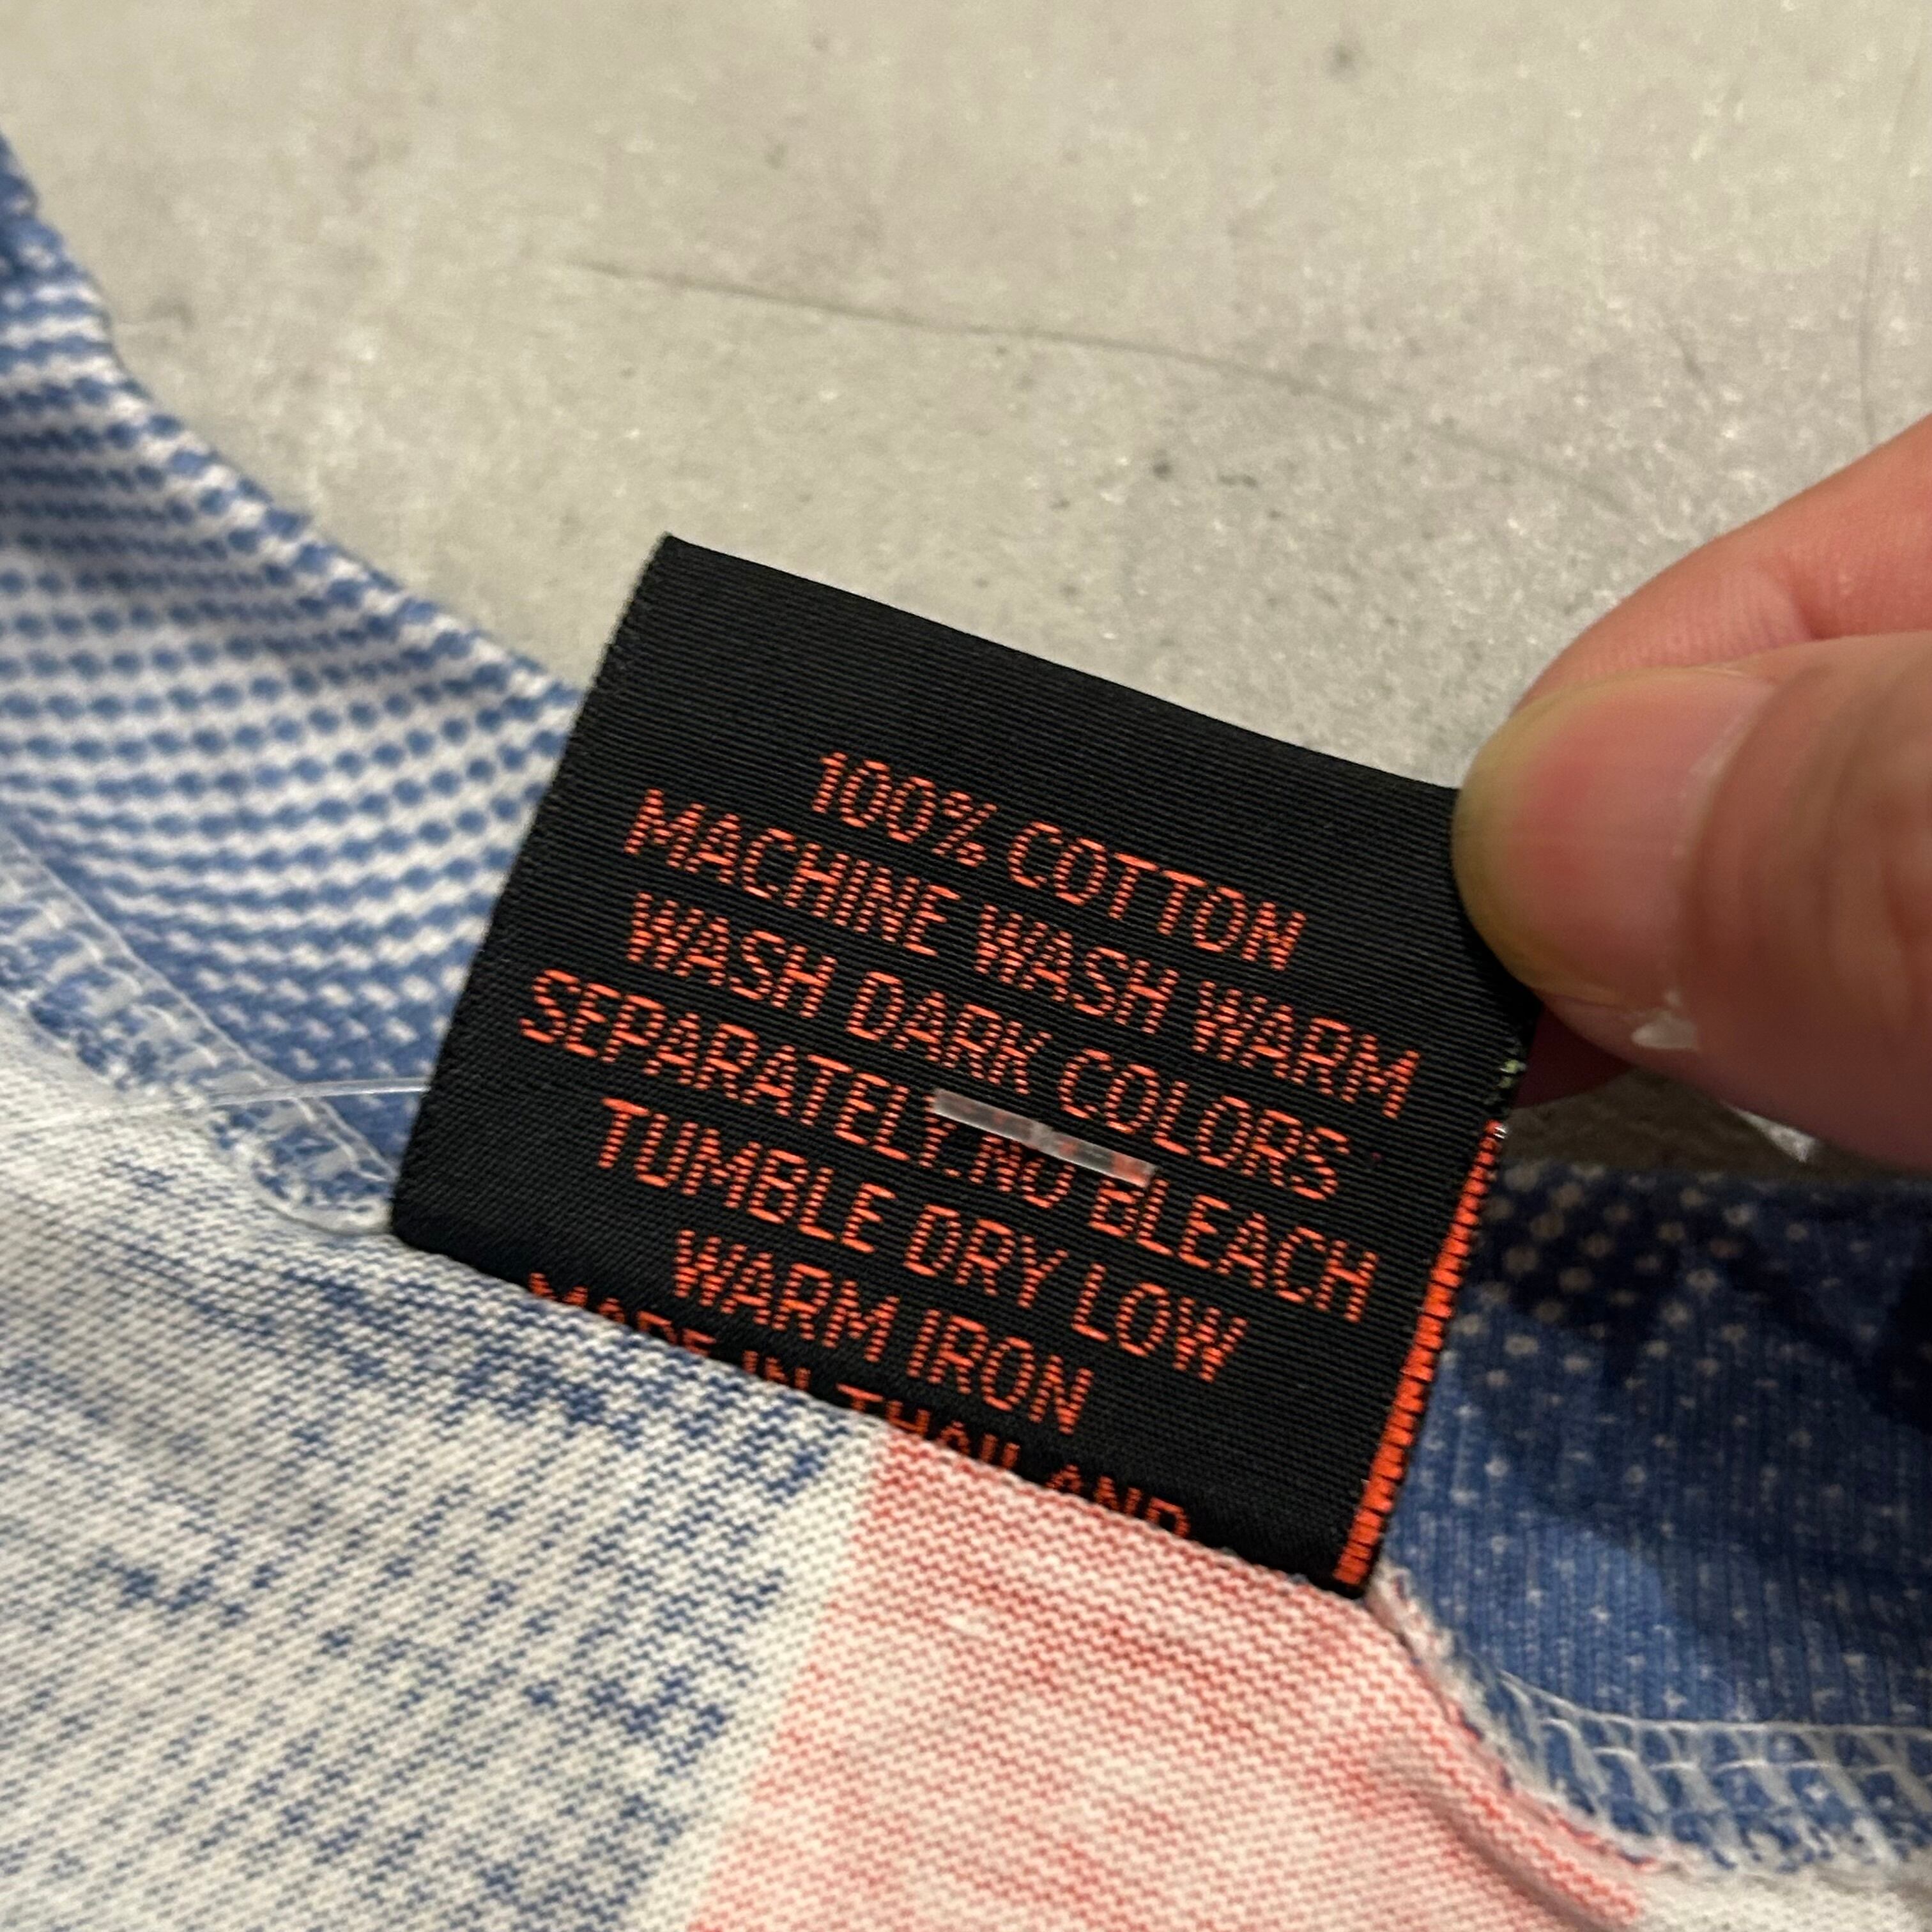 100% COTTON
MACHINE WASH WARM
WASH DARK COLORS
SEPARATELY. NO BLEACH
TUMBLE DRY LOW
WARM IRON
MADE IN THAILAND